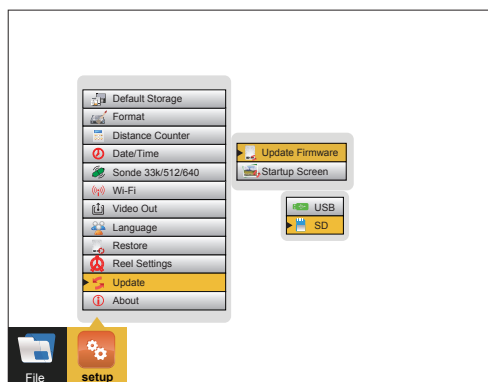 Default Storage
Format
Distance Counter
Date/Time
Sonde 33k/512/640
Wi-Fi
Video Out
Language
Restore
Reel Settings
Update
About
Update Firmware
Startup Screen
USB
SD
File
setup